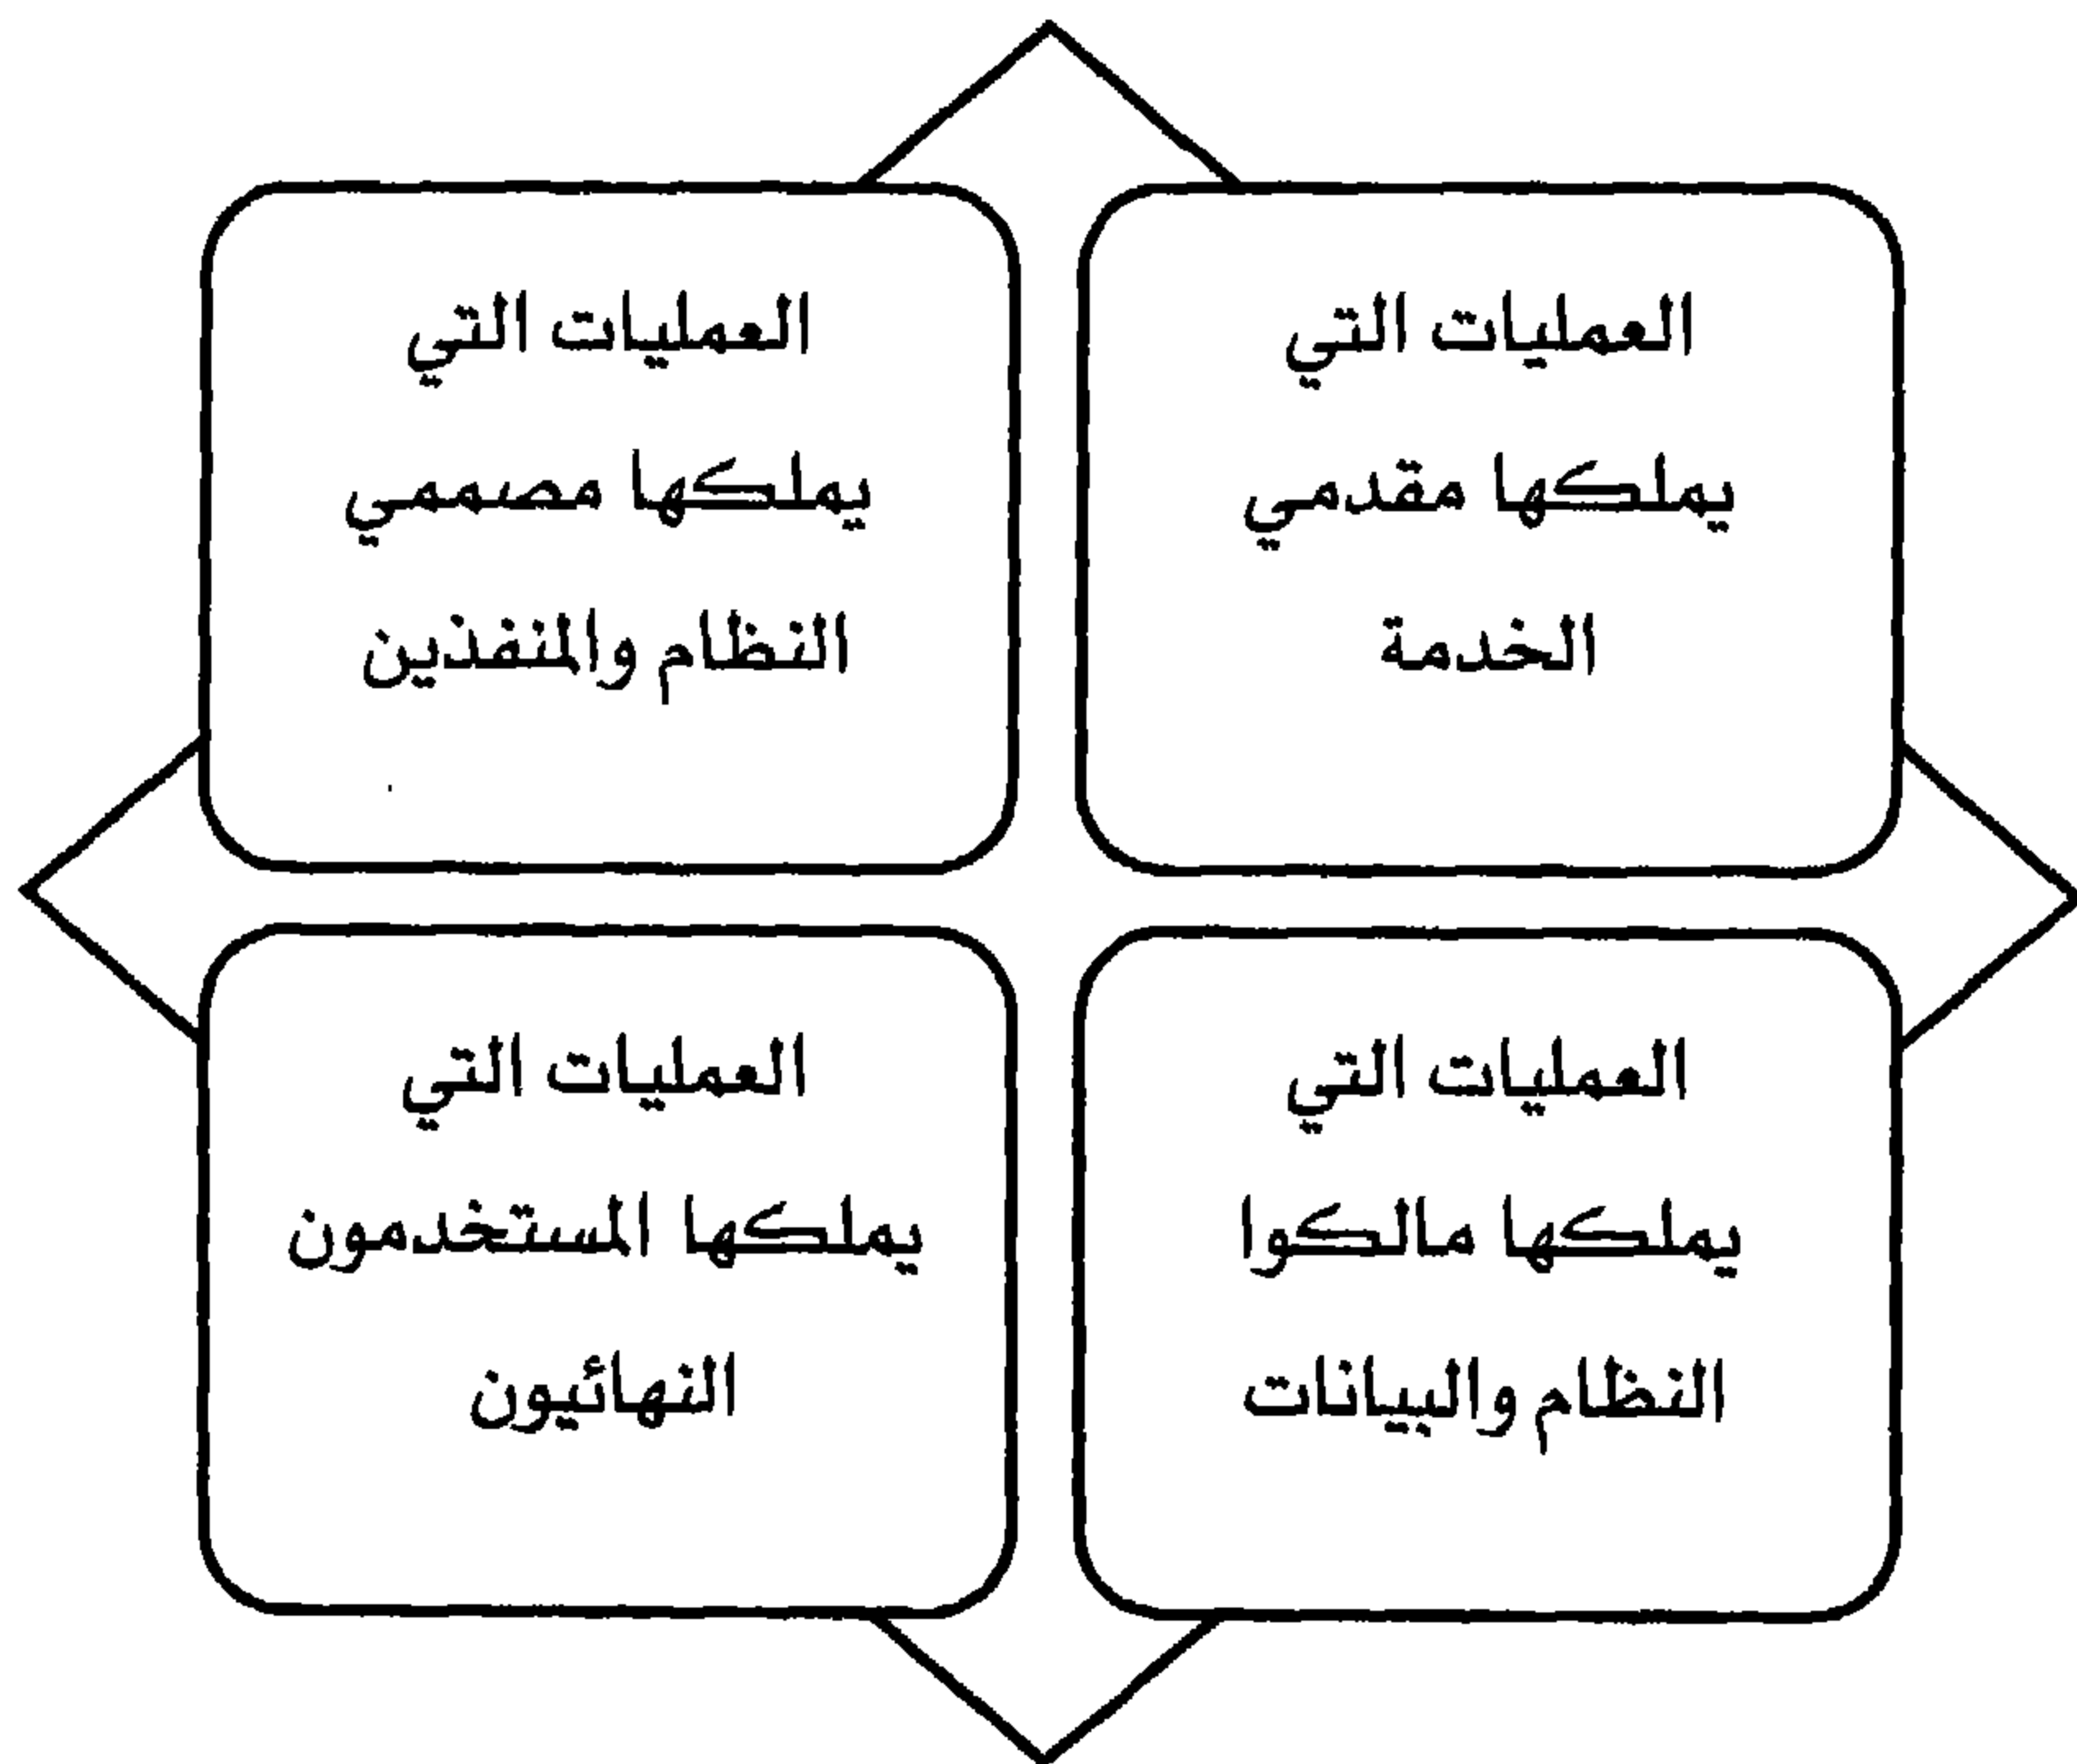 العمليات التي
يملكها مقدمي
الخدمة
العمليات التي
يملكها مصممي
النظام والمنفذين
العمليات التي
يملكها مالكوا
النظام والبيانات
العمليات التي
يملكها المستخدمون
النهائيون